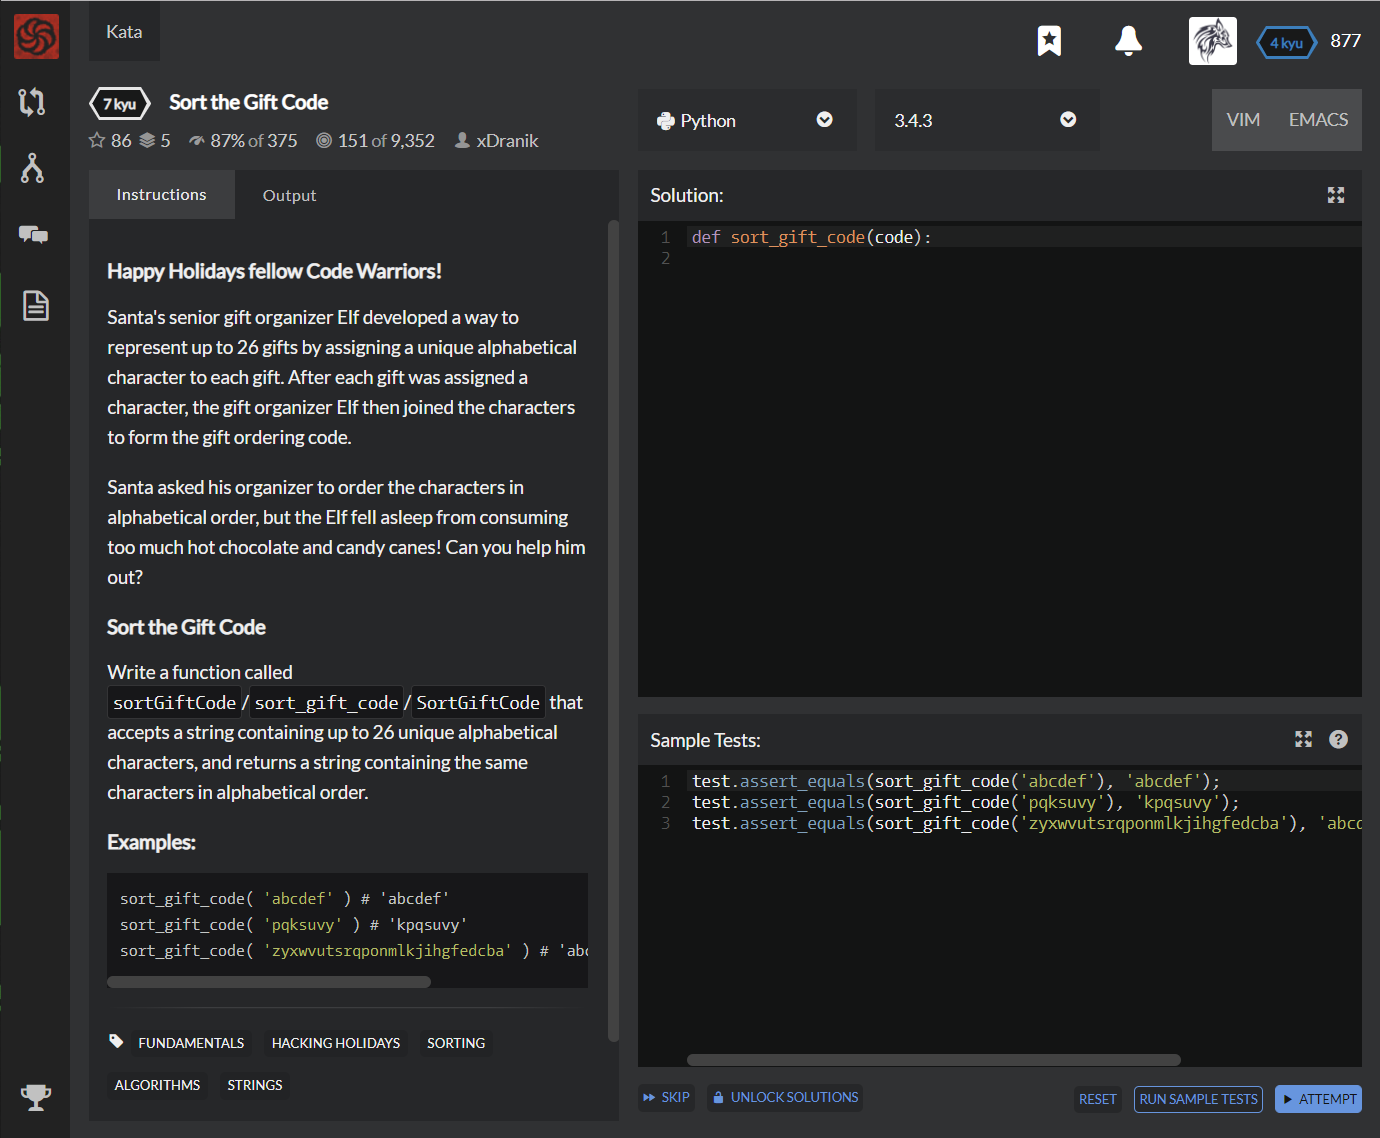 Kata
4 kyu 877
7 kyu Sort the Gift Code
86 5 87% of 375 151 of 9,352 xDranik
Python
3.4.3
VIM EMACS
Instructions Output
Happy Holidays fellow Code Warriors!
Santa's senior gift organizer Elf developed a way to
represent up to 26 gifts by assigning a unique alphabetical
character to each gift. After each gift was assigned a
character, the gift organizer Elf then joined the characters
to form the gift ordering code.
Santa asked his organizer to order the characters in
alphabetical order, but the Elf fell asleep from consuming
too much hot chocolate and candy canes! Can you help him
out?
Sort the Gift Code
Write a function called
sortGiftCode/sort_gift_code/SortGiftCode that
accepts a string containing up to 26 unique alphabetical
characters, and returns a string containing the same
characters in alphabetical order.
Examples:
sort_gift_code( 'abcdef' ) # 'abcdef'
sort_gift_code( 'pqksuvy' ) # 'kpqsuvy'
sort_gift_code( 'zyxwvutsrqponmlkjihgfedcba' ) # 'abc
FUNDAMENTALS HACKING HOLIDAYS SORTING
ALGORITHMS STRINGS
Solution:
1 def sort_gift_code(code):
2
Sample Tests:
1 test.assert_equals(sort_gift_code('abcdef'), 'abcdef');
2 test.assert_equals(sort_gift_code('pqksuvy'), 'kpqsuvy');
3 test.assert_equals(sort_gift_code('zyxwvutsrqponmlkjihgfedcba'), 'abcd
SKIP UNLOCK SOLUTIONS RESET RUN SAMPLE TESTS ATTEMPT